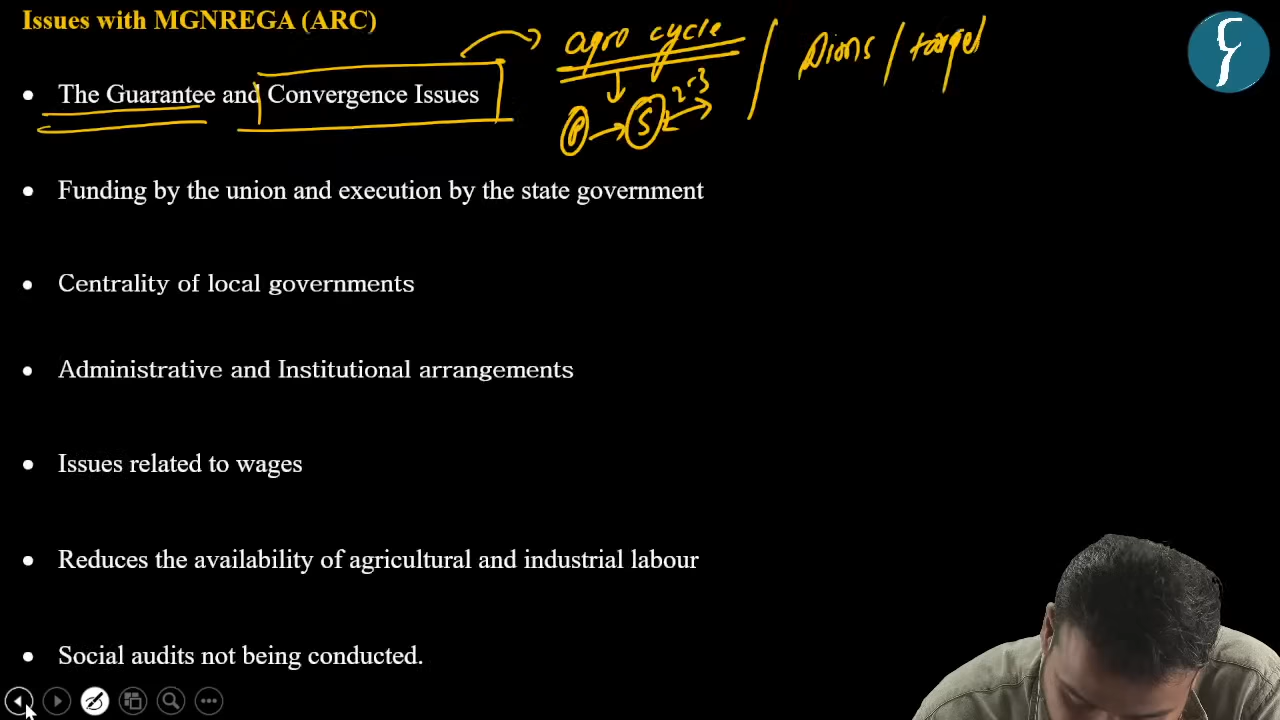 Issues with MGNREGA (ARC)
agro cycle / / target
The Guarantee and Convergence Issues
P → S 2-3
Funding by the union and execution by the state government
Centrality of local governments
Administrative and Institutional arrangements
Issues related to wages
Reduces the availability of agricultural and industrial labour
Social audits not being conducted.